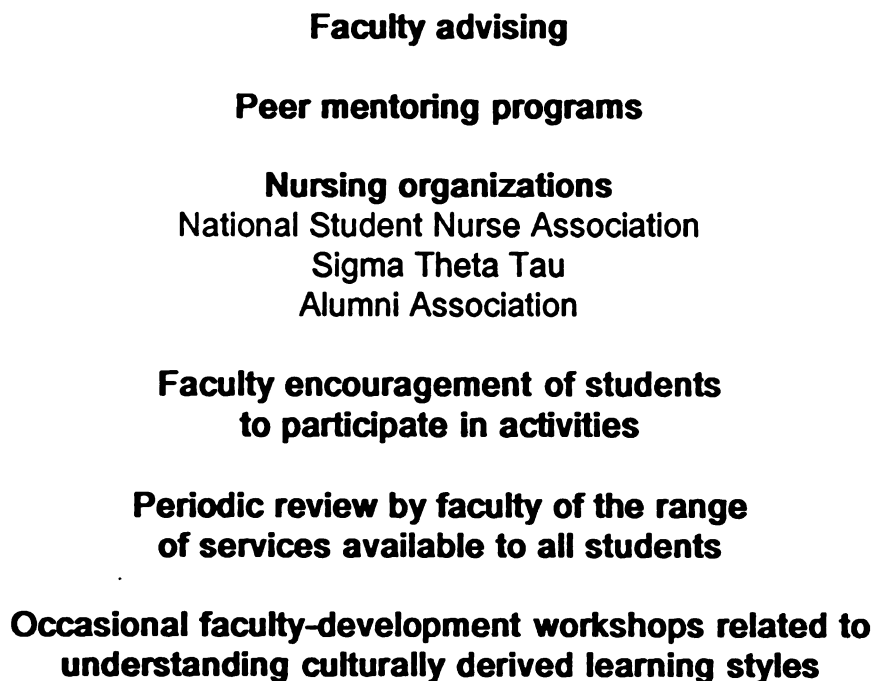 Faculty advising
Peer mentoring programs
Nursing organizations
National Student Nurse Association
Sigma Theta Tau
Alumni Association
Faculty encouragement of students
to participate in activities
Periodic review by faculty of the range
of services available to all students
Occasional faculty-development workshops related to
understanding culturally derived learning styles